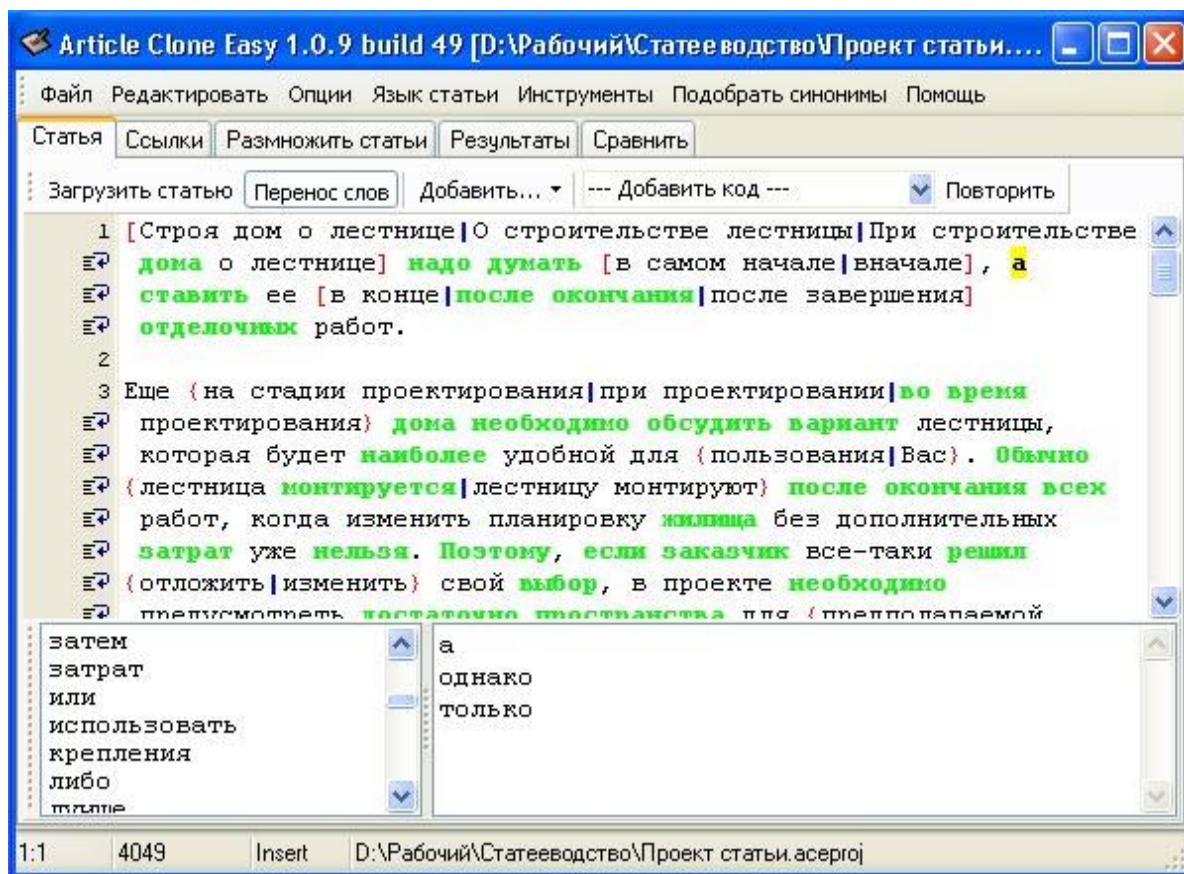 Article Clone Easy 1.0.9 build 49 [D:\Рабочий\Статееводство\Проект статьи....
Файл Редактировать Опции Язык статьи Инструменты Подобрать синонимы Помощь
Статья Ссылки Размножить статьи Результаты Сравнить
Загрузить статью Перенос слов Добавить... --- Добавить код --- Повторить
1 [Строя дом о лестнице|О строительстве лестницы|При строительстве
дома о лестнице] надо думать [в самом начале|вначале], а
ставить ее [в конце|после окончания|после завершения]
отделочных работ.
2
3 Еще {на стадии проектирования|при проектировании|во время
проектирования} дома необходимо обсудить вариант лестницы,
которая будет наиболее удобной для {пользования|Вас}. Обычно
{лестница монтируется|лестницу монтируют} после окончания всех
работ, когда изменить планировку жилища без дополнительных
затрат уже нельзя. Поэтому, если заказчик все-таки решил
{отложить|изменить} свой выбор, в проекте необходимо
предусмотреть достаточно пространства для {предполагаемой
затем
затрат
или
использовать
крепления
либо
а
однако
только
1:1 4049 Insert D:\Рабочий\Статееводство\Проект статьи.aceproj